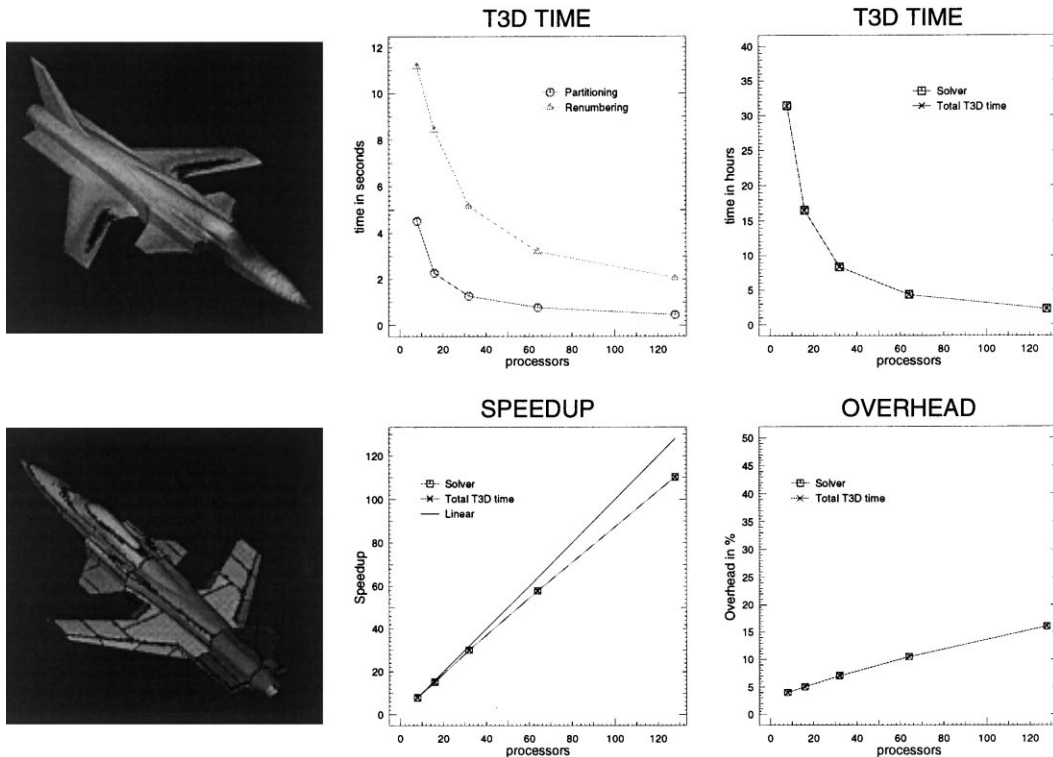 T3D TIME
12
10
8
6
4
2
0
time in seconds
Partitioning
Renumbering
0 20 40 60 80 100 120
processors
T3D TIME
40
35
30
25
20
15
10
5
0
time in hours
Solver
Total T3D time
0 20 40 60 80 100 120
processors
SPEEDUP
120
100
80
60
40
20
0
Speedup
Solver
Total T3D time
Linear
0 20 40 60 80 100 120
processors
OVERHEAD
50
45
40
35
30
25
20
15
10
5
0
Overhead in %
Solver
Total T3D time
0 20 40 60 80 100 120
processors